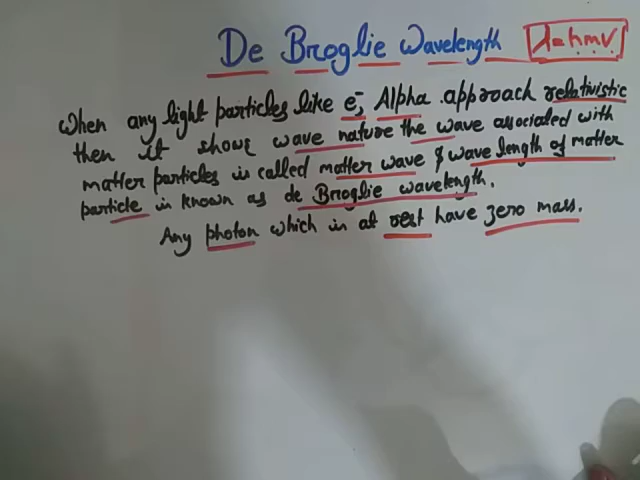 De Broglie Wavelength λ=h.m.v
When any light particles like e⁻, Alpha approach relativistic
then it show wave nature the wave associated with
matter particles is called matter wave & wave length of matter
particle is known as de Broglie wavelength.
Any photon which is at rest have zero mass.